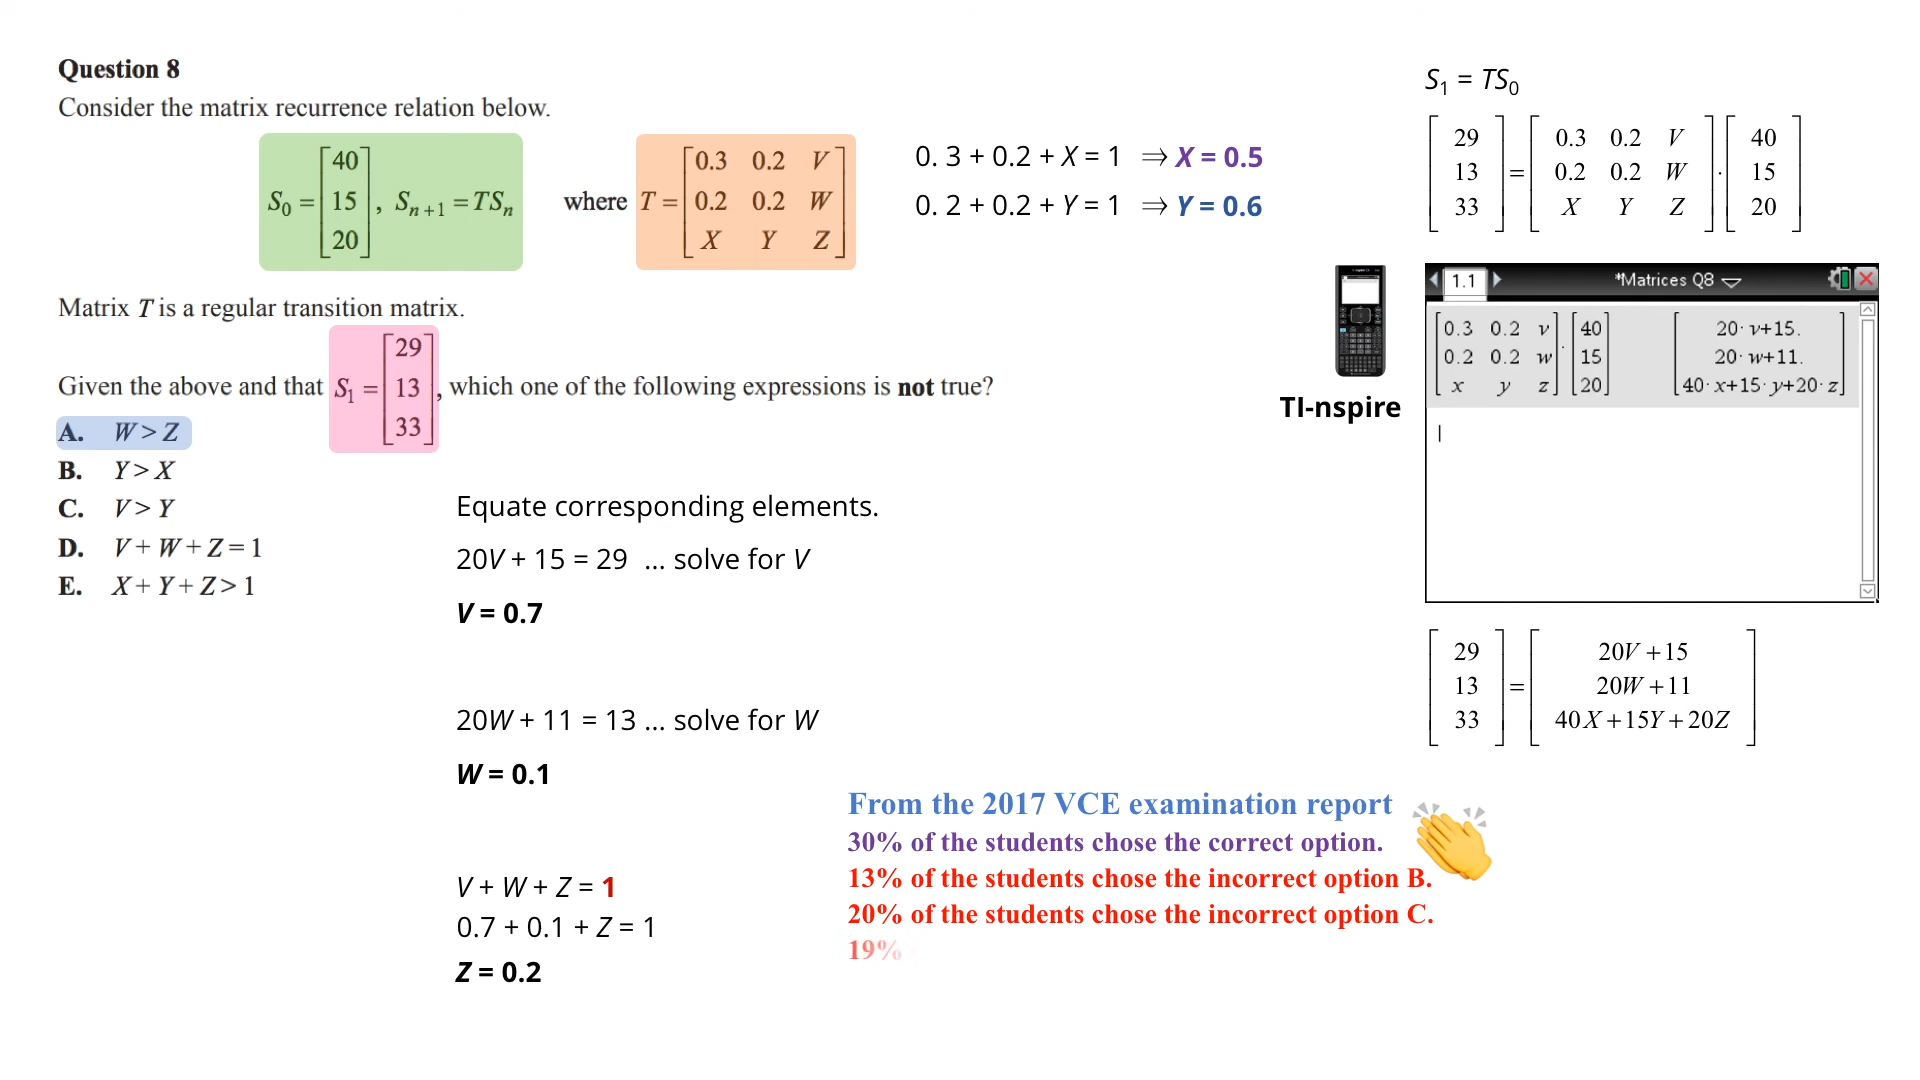 Question 8
Consider the matrix recurrence relation below.
S0 = [40 15 20], Sn+1 = TSn where T = [0.3 0.2 V 0.2 0.2 W X Y Z]
0. 3 + 0.2 + X = 1 ⇒ X = 0.5
0. 2 + 0.2 + Y = 1 ⇒ Y = 0.6
Matrix T is a regular transition matrix.
Given the above and that S1 = [29 13 33], which one of the following expressions is not true?
A. W > Z
B. Y > X
C. V > Y
D. V + W + Z = 1
E. X + Y + Z > 1
Equate corresponding elements.
20V + 15 = 29 ... solve for V
V = 0.7
20W + 11 = 13 ... solve for W
W = 0.1
V + W + Z = 1
0.7 + 0.1 + Z = 1
Z = 0.2
S1 = TS0
[29 13 33] = [0.3 0.2 V 0.2 0.2 W X Y Z] · [40 15 20]
TI-nspire
1.1 *Matrices Q8
[0.3 0.2 v 0.2 0.2 w x y z] · [40 15 20] [20·v+15. 20·w+11. 40·x+15·y+20·z]
[29 13 33] = [20V + 15 20W + 11 40X + 15Y + 20Z]
From the 2017 VCE examination report
30% of the students chose the correct option.
13% of the students chose the incorrect option B.
20% of the students chose the incorrect option C.
19%